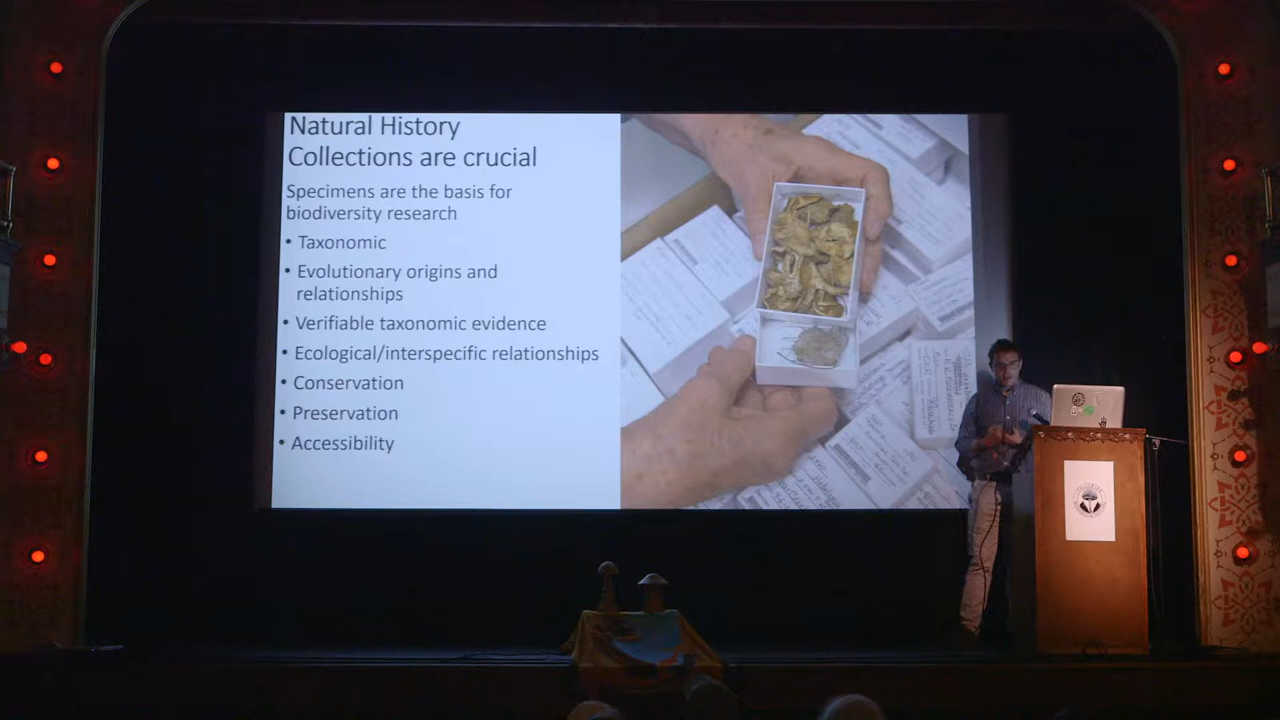 Natural History
Collections are crucial
Specimens are the basis for
biodiversity research
• Taxonomic
• Evolutionary origins and
relationships
• Verifiable taxonomic evidence
• Ecological/interspecific relationships
• Conservation
• Preservation
• Accessibility